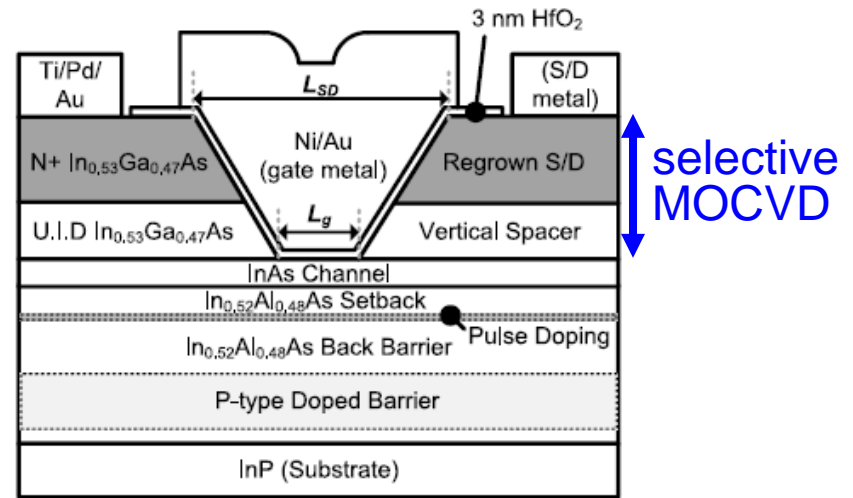 3 nm HfO₂
Ti/Pd/
Au
L_SD
(S/D
metal)
Ni/Au
(gate metal)
N+ In₀.₅₃Ga₀.₄₇As
Regrown S/D
selective
MOCVD
L_g
U.I.D In₀.₅₃Ga₀.₄₇As
Vertical Spacer
InAs Channel
In₀.₅₂Al₀.₄₈As Setback
Pulse Doping
In₀.₅₂Al₀.₄₈As Back Barrier
P-type Doped Barrier
InP (Substrate)